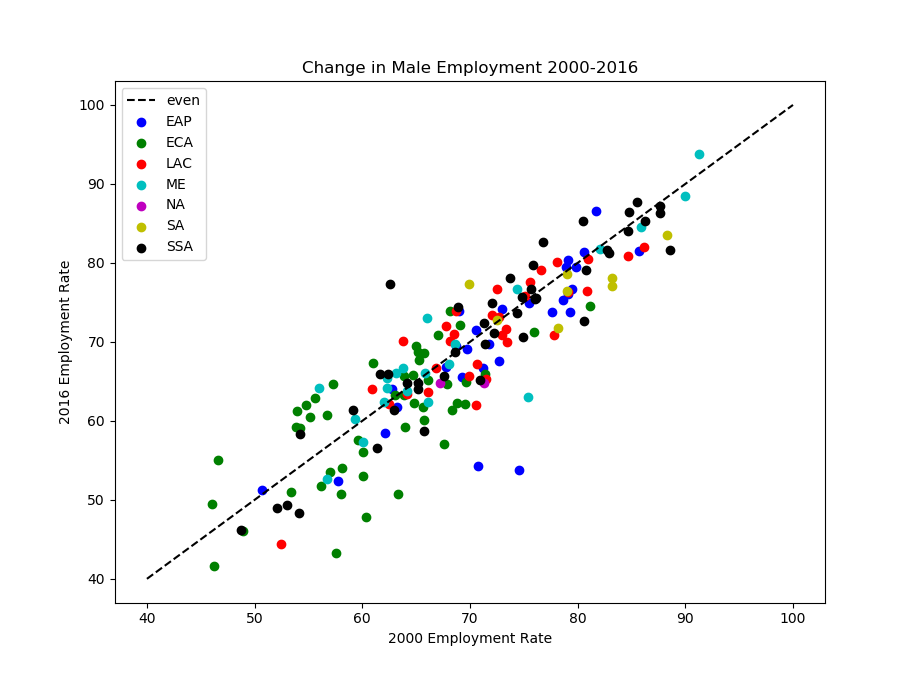 Change in Male Employment 2000-2016
even
EAP
ECA
LAC
ME
NA
SA
SSA
100
90
80
70
60
50
40
2016 Employment Rate
40 50 60 70 80 90 100
2000 Employment Rate